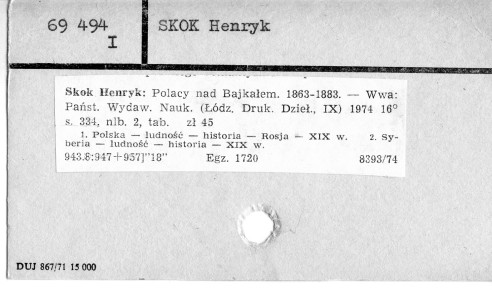 69 494
I
SKOK Henryk
Skok Henryk: Polacy nad Bajkałem. 1863-1883. — Wwa:
Państ. Wydaw. Nauk. (Łódz, Druk. Dzieł., IX) 1974 16°
s. 334, nlb. 2, tab. zł 45
1. Polska — ludność — historia — Rosja — XIX w. 2. Sy-
beria — ludność — historia — XIX w.
943.8:947+957]"18" Egz. 1720 8393/74
DUJ 867/71 15 000